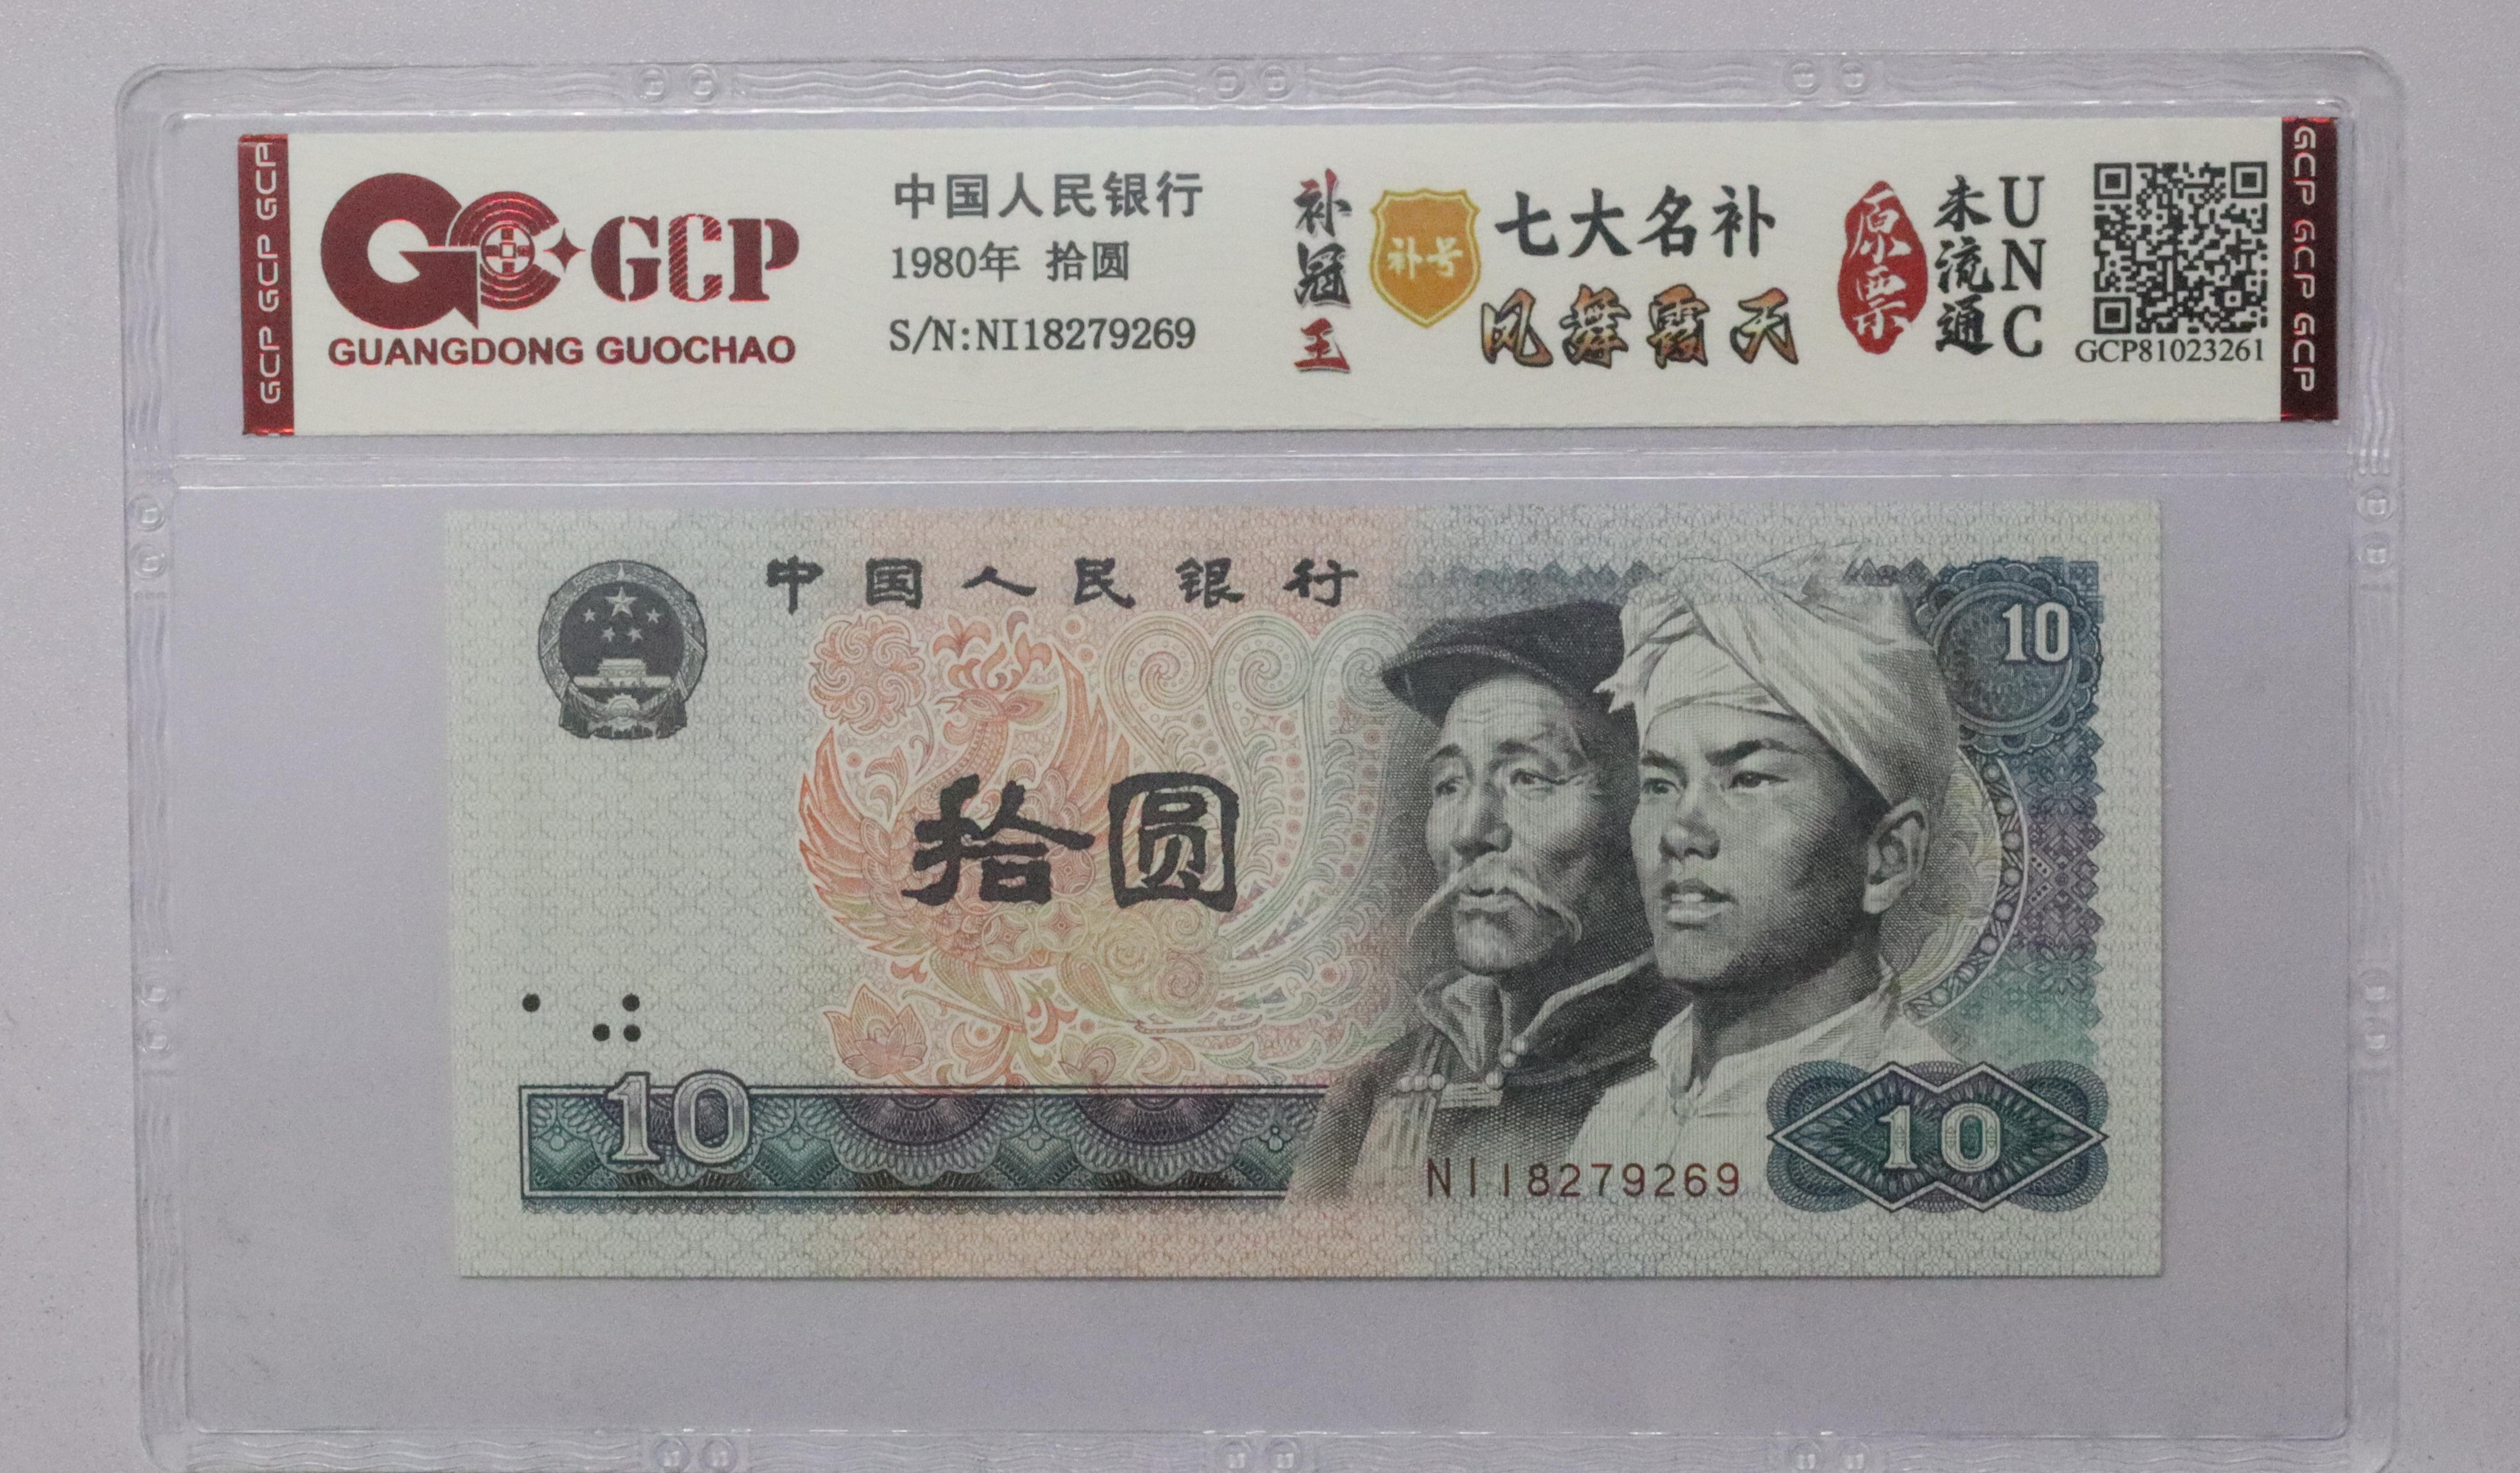 GCP GCP GCP
GCP
GUANGDONG GUOCHAO
中国人民银行
1980年 拾圆
S/N:NI18279269
补冠王
补号
七大名补
凤舞霞天
原票
未流通
UNC
GCP81023261
GCP GCP GCP
中国人民银行
10
拾圆
10
10
NI18279269